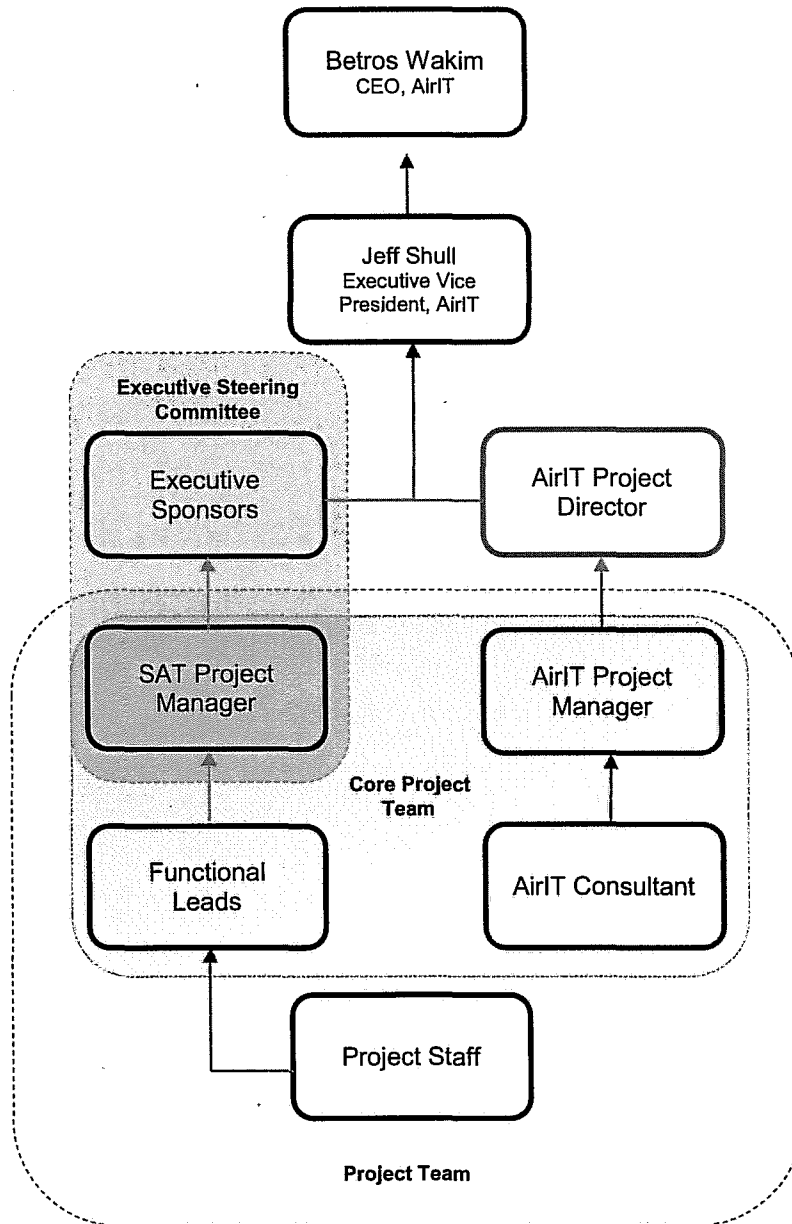 Betros Wakim
CEO, AirIT
Jeff Shull
Executive Vice
President, AirIT
Executive Steering
Committee
Executive
Sponsors
AirIT Project
Director
SAT Project
Manager
AirIT Project
Manager
Core Project
Team
Functional
Leads
AirIT Consultant
Project Staff
Project Team